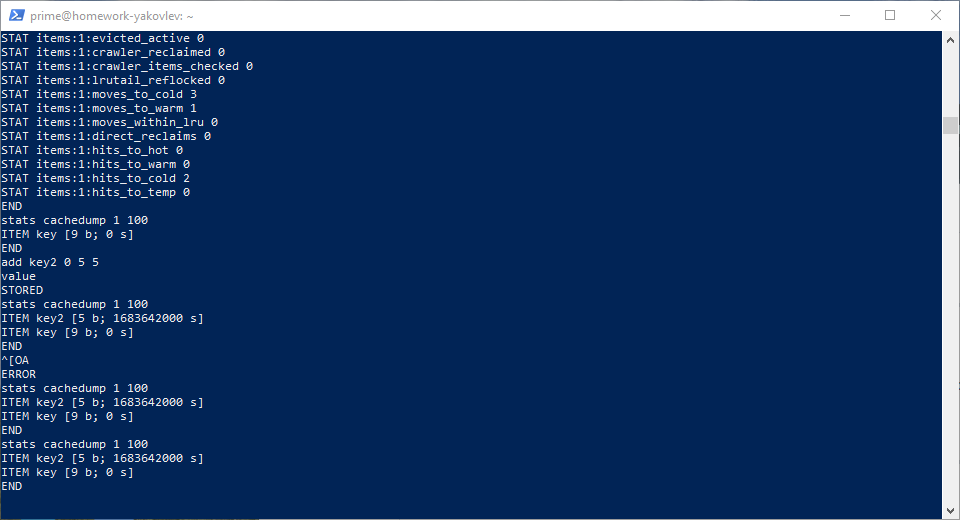 prime@homework-yakovlev: ~
STAT items:1:evicted_active 0
STAT items:1:crawler_reclaimed 0
STAT items:1:crawler_items_checked 0
STAT items:1:lrutail_reflocked 0
STAT items:1:moves_to_cold 3
STAT items:1:moves_to_warm 1
STAT items:1:moves_within_lru 0
STAT items:1:direct_reclaims 0
STAT items:1:hits_to_hot 0
STAT items:1:hits_to_warm 0
STAT items:1:hits_to_cold 2
STAT items:1:hits_to_temp 0
END
stats cachedump 1 100
ITEM key [9 b; 0 s]
END
add key2 0 5 5
value
STORED
stats cachedump 1 100
ITEM key2 [5 b; 1683642000 s]
ITEM key [9 b; 0 s]
END
^[OA
ERROR
stats cachedump 1 100
ITEM key2 [5 b; 1683642000 s]
ITEM key [9 b; 0 s]
END
stats cachedump 1 100
ITEM key2 [5 b; 1683642000 s]
ITEM key [9 b; 0 s]
END